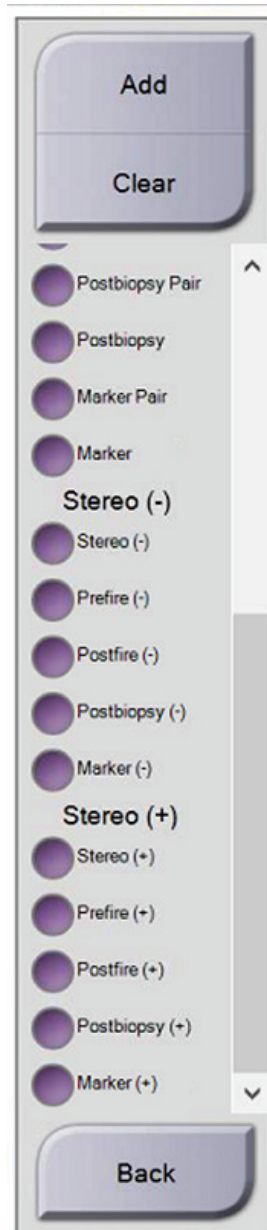 Add
Clear
Postbiopsy Pair
Postbiopsy
Marker Pair
Marker
Stereo (-)
Stereo (-)
Prefire (-)
Postfire (-)
Postbiopsy (-)
Marker (-)
Stereo (+)
Stereo (+)
Prefire (+)
Postfire (+)
Postbiopsy (+)
Marker (+)
Back